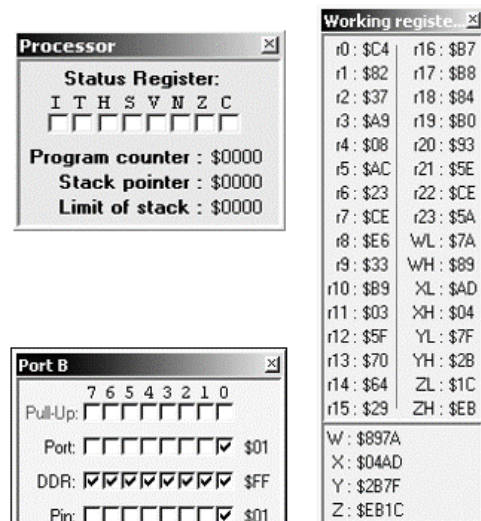 Processor
Status Register:
I T H S V N Z C
Program counter : $0000
Stack pointer : $0000
Limit of stack : $0000
Port B
7 6 5 4 3 2 1 0
Pull-Up:
Port: $01
DDR: $FF
Pin: $01
Working registe...
r0 : $C4 r16 : $B7
r1 : $82 r17 : $B8
r2 : $37 r18 : $84
r3 : $A9 r19 : $B0
r4 : $08 r20 : $93
r5 : $AC r21 : $5E
r6 : $23 r22 : $CE
r7 : $CE r23 : $5A
r8 : $E6 WL : $7A
r9 : $33 WH : $89
r10 : $B9 XL : $AD
r11 : $03 XH : $04
r12 : $5F YL : $7F
r13 : $70 YH : $2B
r14 : $64 ZL : $1C
r15 : $29 ZH : $EB
W : $897A
X : $04AD
Y : $2B7F
Z : $EB1C